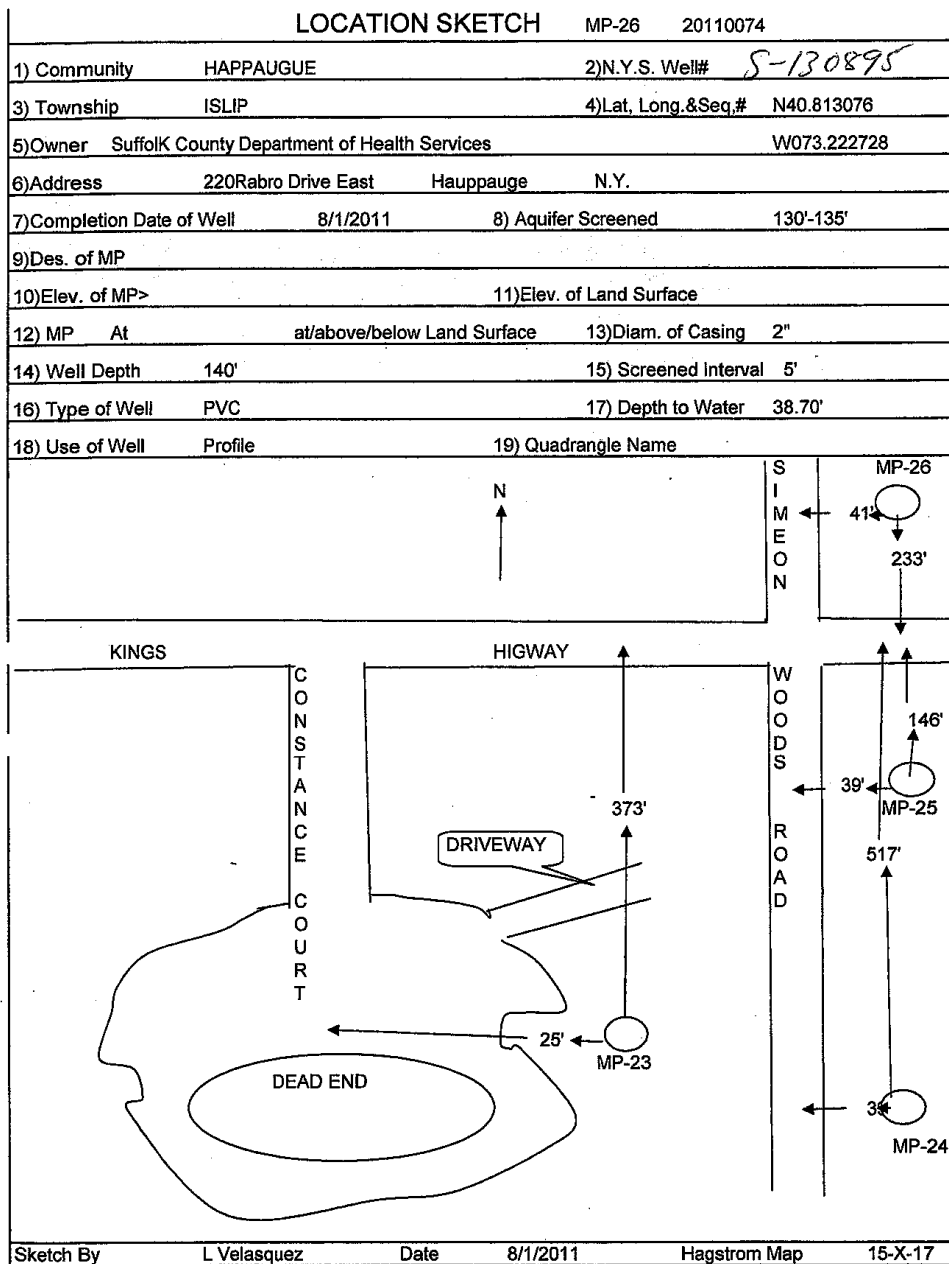 LOCATION SKETCH MP-26 20110074
1) Community HAPPAUGUE 2)N.Y.S. Well# S-130895
3) Township ISLIP 4)Lat, Long.&Seq,# N40.813076
5)Owner SuffolK County Department of Health Services W073.222728
6)Address 220Rabro Drive East Hauppauge N.Y.
7)Completion Date of Well 8/1/2011 8) Aquifer Screened 130'-135'
9)Des. of MP
10)Elev. of MP> 11)Elev. of Land Surface
12) MP At at/above/below Land Surface 13)Diam. of Casing 2"
14) Well Depth 140' 15) Screened Interval 5'
16) Type of Well PVC 17) Depth to Water 38.70'
18) Use of Well Profile 19) Quadrangle Name
N
SIMEON
MP-26
41'
233'
KINGS HIGWAY
CONSTANCE COURT
WOODS ROAD
146'
39'
MP-25
373'
DRIVEWAY
517'
25'
MP-23
DEAD END
MP-24
Sketch By L Velasquez Date 8/1/2011 Hagstrom Map 15-X-17